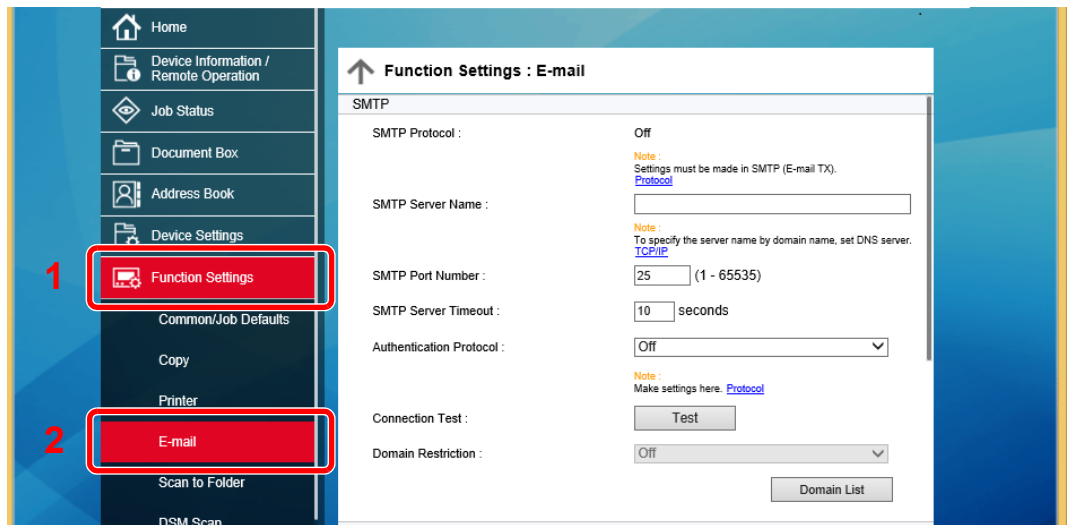 Home
Device Information /
Remote Operation
Job Status
Document Box
Address Book
Device Settings
1
Function Settings
Common/Job Defaults
Copy
Printer
2
E-mail
Scan to Folder
DSM Scan
Function Settings : E-mail
SMTP
SMTP Protocol : Off
Note :
Settings must be made in SMTP (E-mail TX).
Protocol
SMTP Server Name :
Note :
To specify the server name by domain name, set DNS server.
TCP/IP
SMTP Port Number : 25 (1 - 65535)
SMTP Server Timeout : 10 seconds
Authentication Protocol : Off
Note :
Make settings here. Protocol
Connection Test : Test
Domain Restriction : Off
Domain List